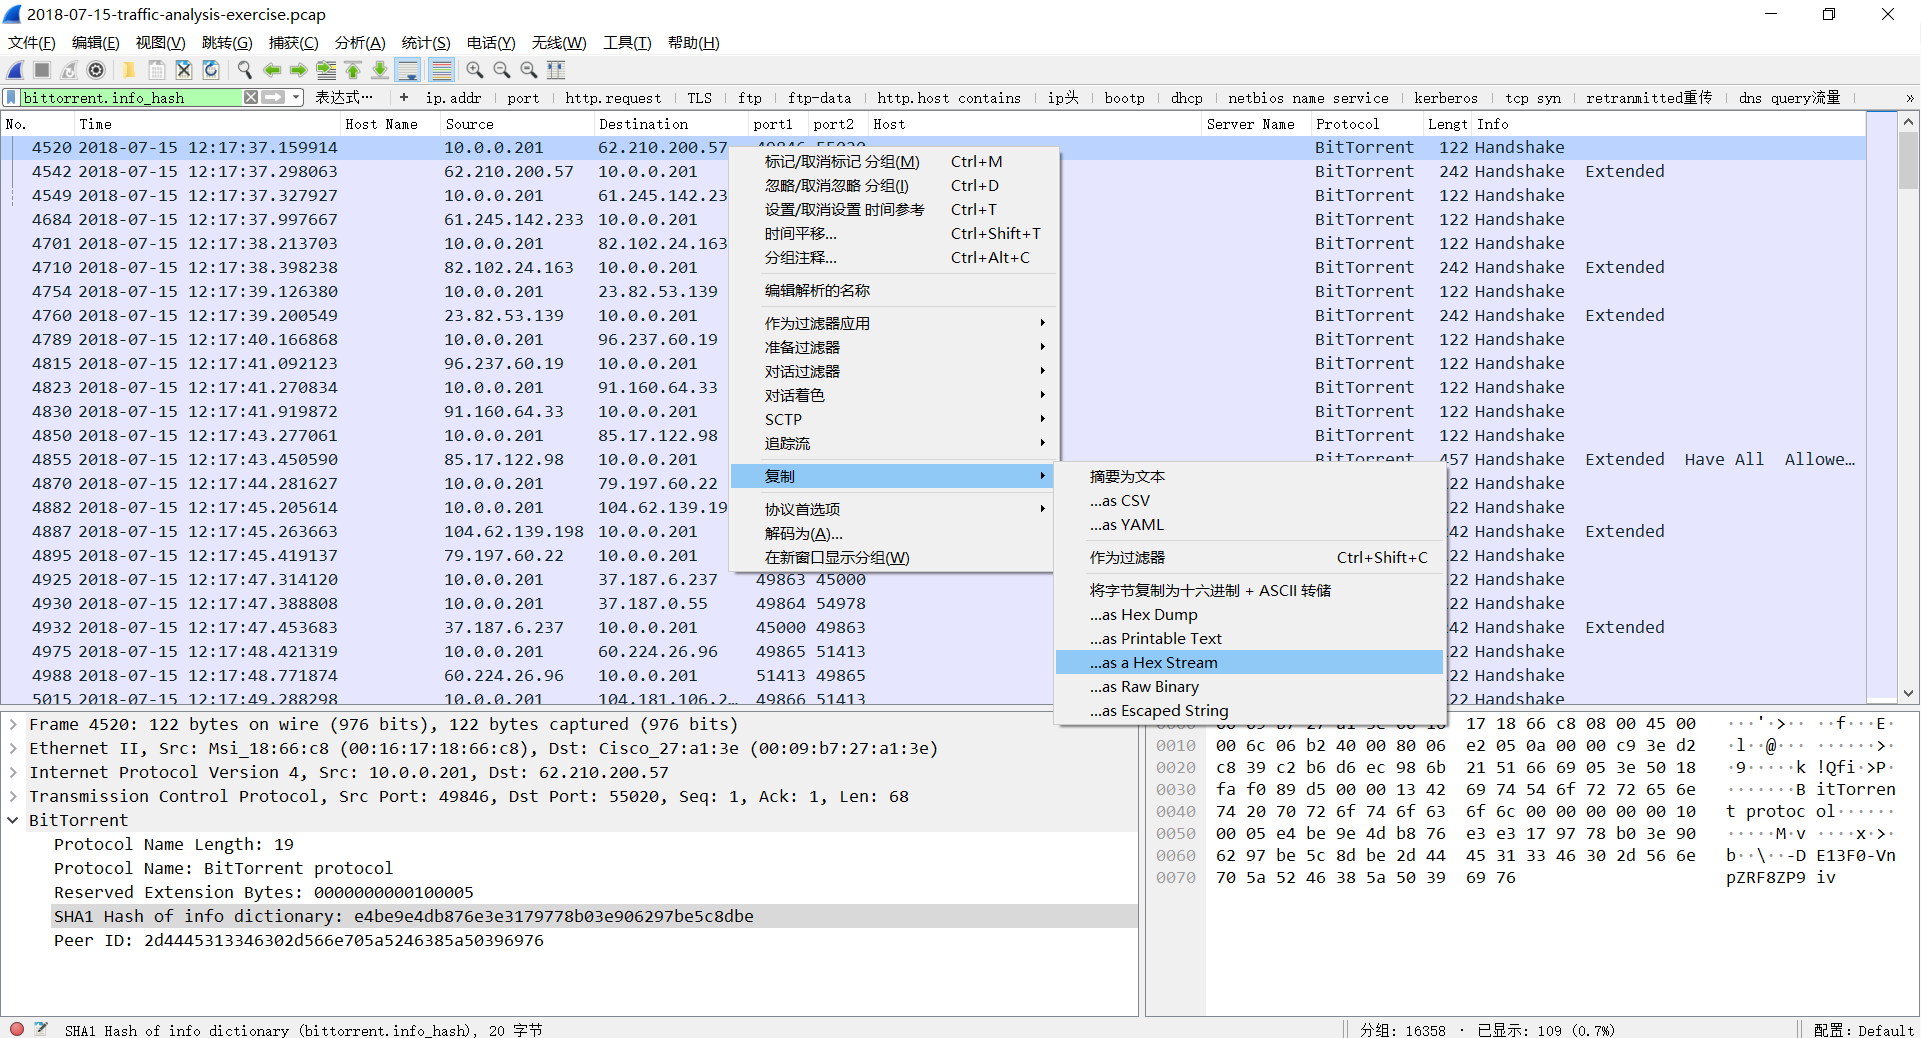 2018-07-15-traffic-analysis-exercise.pcap
文件(F) 编辑(E) 视图(V) 跳转(G) 捕获(C) 分析(A) 统计(S) 电话(Y) 无线(W) 工具(T) 帮助(H)
bittorrent.info_hash 表达式… + ip.addr port http.request TLS ftp ftp-data http.host contains ip头 bootp dhcp netbios name service kerberos tcp syn retranmitted重传 dns query流量 »
No. Time Host Name Source Destination port1 port2 Host Server Name Protocol Lengt Info
4520 2018-07-15 12:17:37.159914 10.0.0.201 62.210.200.57 49846 55020 BitTorrent 122 Handshake
4542 2018-07-15 12:17:37.298063 62.210.200.57 10.0.0.201 BitTorrent 242 Handshake Extended
4549 2018-07-15 12:17:37.327927 10.0.0.201 61.245.142.23 BitTorrent 122 Handshake
4684 2018-07-15 12:17:37.997667 61.245.142.233 10.0.0.201 BitTorrent 122 Handshake
4701 2018-07-15 12:17:38.213703 10.0.0.201 82.102.24.163 BitTorrent 122 Handshake
4710 2018-07-15 12:17:38.398238 82.102.24.163 10.0.0.201 BitTorrent 242 Handshake Extended
4754 2018-07-15 12:17:39.126380 10.0.0.201 23.82.53.139 BitTorrent 122 Handshake
4760 2018-07-15 12:17:39.200549 23.82.53.139 10.0.0.201 BitTorrent 242 Handshake Extended
4789 2018-07-15 12:17:40.166868 10.0.0.201 96.237.60.19 BitTorrent 122 Handshake
4815 2018-07-15 12:17:41.092123 96.237.60.19 10.0.0.201 BitTorrent 122 Handshake
4823 2018-07-15 12:17:41.270834 10.0.0.201 91.160.64.33 BitTorrent 122 Handshake
4830 2018-07-15 12:17:41.919872 91.160.64.33 10.0.0.201 BitTorrent 122 Handshake
4850 2018-07-15 12:17:43.277061 10.0.0.201 85.17.122.98 BitTorrent 122 Handshake
4855 2018-07-15 12:17:43.450590 85.17.122.98 10.0.0.201 BitTorrent 457 Handshake Extended Have All Allowe…
4870 2018-07-15 12:17:44.281627 10.0.0.201 79.197.60.22 22 Handshake
4882 2018-07-15 12:17:45.205614 10.0.0.201 104.62.139.19 22 Handshake
4887 2018-07-15 12:17:45.263663 104.62.139.198 10.0.0.201 42 Handshake Extended
4895 2018-07-15 12:17:45.419137 79.197.60.22 10.0.0.201 22 Handshake
4925 2018-07-15 12:17:47.314120 10.0.0.201 37.187.6.237 49863 45000 22 Handshake
4930 2018-07-15 12:17:47.388808 10.0.0.201 37.187.0.55 49864 54978 22 Handshake
4932 2018-07-15 12:17:47.453683 37.187.6.237 10.0.0.201 45000 49863 42 Handshake Extended
4975 2018-07-15 12:17:48.421319 10.0.0.201 60.224.26.96 49865 51413 22 Handshake
4988 2018-07-15 12:17:48.771874 60.224.26.96 10.0.0.201 51413 49865 22 Handshake
5015 2018-07-15 12:17:49.288298 10.0.0.201 104.181.106.2… 49866 51413 22 Handshake
标记/取消标记 分组(M) Ctrl+M
忽略/取消忽略 分组(I) Ctrl+D
设置/取消设置 时间参考 Ctrl+T
时间平移... Ctrl+Shift+T
分组注释... Ctrl+Alt+C
编辑解析的名称
作为过滤器应用
准备过滤器
对话过滤器
对话着色
SCTP
追踪流
复制
协议首选项
解码为(A)...
在新窗口显示分组(W)
摘要为文本
...as CSV
...as YAML
作为过滤器 Ctrl+Shift+C
将字节复制为十六进制 + ASCII 转储
...as Hex Dump
...as Printable Text
...as a Hex Stream
...as Raw Binary
...as Escaped String
Frame 4520: 122 bytes on wire (976 bits), 122 bytes captured (976 bits)
Ethernet II, Src: Msi_18:66:c8 (00:16:17:18:66:c8), Dst: Cisco_27:a1:3e (00:09:b7:27:a1:3e)
Internet Protocol Version 4, Src: 10.0.0.201, Dst: 62.210.200.57
Transmission Control Protocol, Src Port: 49846, Dst Port: 55020, Seq: 1, Ack: 1, Len: 68
BitTorrent
Protocol Name Length: 19
Protocol Name: BitTorrent protocol
Reserved Extension Bytes: 0000000000100005
SHA1 Hash of info dictionary: e4be9e4db876e3e3179778b03e906297be5c8dbe
Peer ID: 2d4445313346302d566e705a5246385a50396976
00 09 b7 27 a1 3e 00 16 17 18 66 c8 08 00 45 00 ···'·>·· ··f···E·
0010 00 6c 06 b2 40 00 80 06 e2 05 0a 00 00 c9 3e d2 ·l··@··· ······>·
0020 c8 39 c2 b6 d6 ec 98 6b 21 51 66 69 05 3e 50 18 ·9·····k !Qfi·>P·
0030 fa f0 89 d5 00 00 13 42 69 74 54 6f 72 72 65 6e ·······B itTorren
0040 74 20 70 72 6f 74 6f 63 6f 6c 00 00 00 00 00 10 t protoc ol······
0050 00 05 e4 be 9e 4d b8 76 e3 e3 17 97 78 b0 3e 90 ·····M·v ····x·>·
0060 62 97 be 5c 8d be 2d 44 45 31 33 46 30 2d 56 6e b··\··-D E13F0-Vn
0070 70 5a 52 46 38 5a 50 39 69 76 pZRF8ZP9 iv
SHA1 Hash of info dictionary (bittorrent.info_hash), 20 字节 分组: 16358 · 已显示: 109 (0.7%) 配置: Default